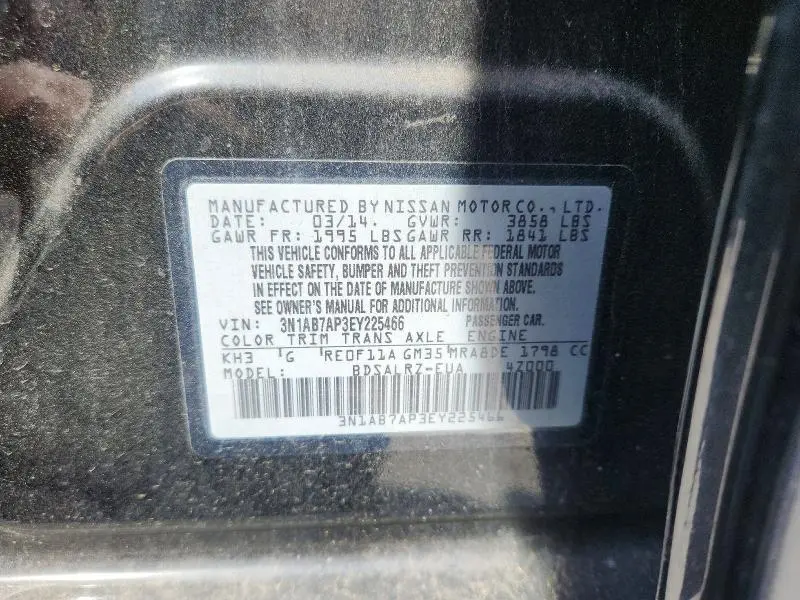 MANUFACTURED BY NISSAN MOTOR CO., LTD.
DATE: 03/14. GVWR: 3858 LBS
GAWR FR: 1995 LBS GAWR RR: 1841 LBS
THIS VEHICLE CONFORMS TO ALL APPLICABLE FEDERAL MOTOR
VEHICLE SAFETY, BUMPER AND THEFT PREVENTION STANDARDS
IN EFFECT ON THE DATE OF MANUFACTURE SHOWN ABOVE.
SEE OWNER'S MANUAL FOR ADDITIONAL INFORMATION.
VIN: 3N1AB7AP3EY225466 PASSENGER CAR.
COLOR TRIM TRANS AXLE ENGINE
KH3 G RE0F11A GM35 MRA8DE 1798 CC
MODEL: BDSALRZ-EUA 4Z000
3N1AB7AP3EY225466